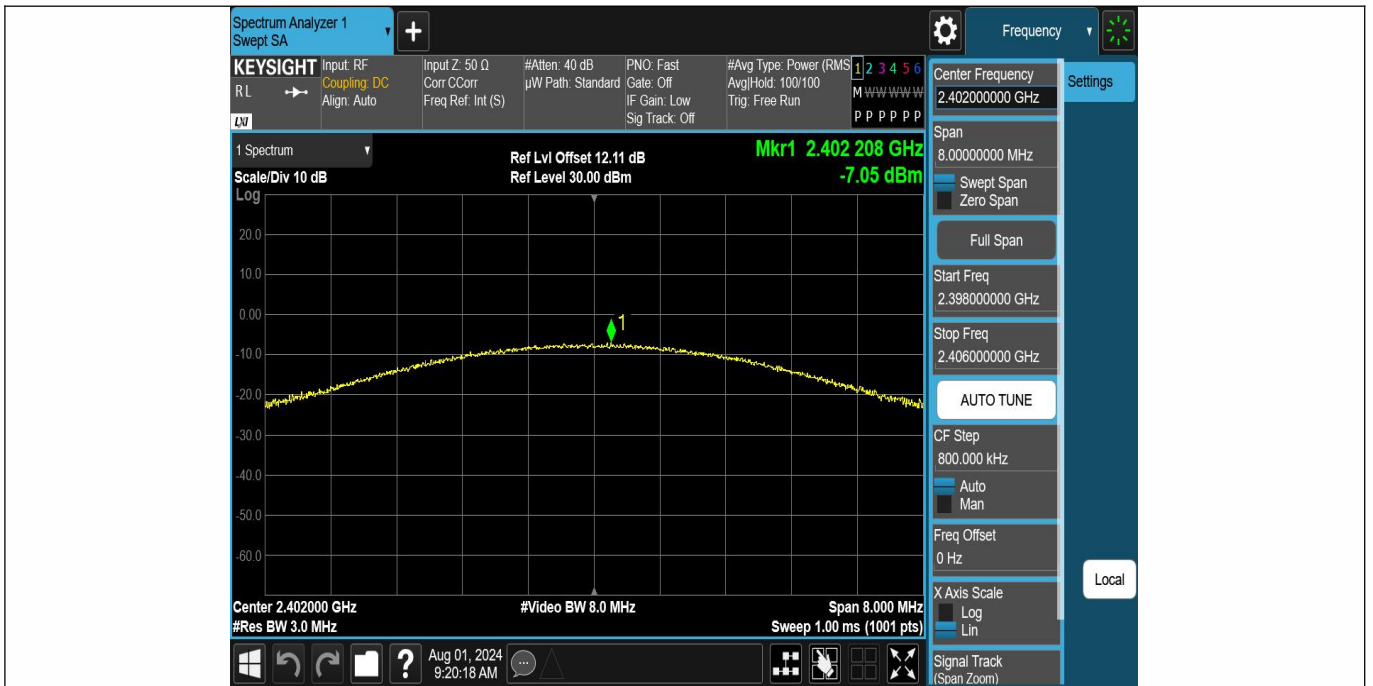 Spectrum Analyzer 1
Swept SA
+
Frequency
KEYSIGHT
RL
LXI
Input: RF
Coupling: DC
Align: Auto
Input Z: 50 Ω
Corr CCorr
Freq Ref: Int (S)
#Atten: 40 dB
µW Path: Standard
PNO: Fast
Gate: Off
IF Gain: Low
Sig Track: Off
#Avg Type: Power (RMS
Avg|Hold: 100/100
Trig: Free Run
1 2 3 4 5 6
M W W W W W
P P P P P P
1 Spectrum
Scale/Div 10 dB
Log
Ref Lvl Offset 12.11 dB
Ref Level 30.00 dBm
Mkr1 2.402 208 GHz
-7.05 dBm
20.0
10.0
0.00
-10.0
-20.0
-30.0
-40.0
-50.0
-60.0
1
Center 2.402000 GHz
#Res BW 3.0 MHz
#Video BW 8.0 MHz
Span 8.000 MHz
Sweep 1.00 ms (1001 pts)
Center Frequency
2.402000000 GHz
Settings
Span
8.00000000 MHz
Swept Span
Zero Span
Full Span
Start Freq
2.398000000 GHz
Stop Freq
2.406000000 GHz
AUTO TUNE
CF Step
800.000 kHz
Auto
Man
Freq Offset
0 Hz
X Axis Scale
Log
Lin
Local
Signal Track
(Span Zoom)
?
Aug 01, 2024
9:20:18 AM